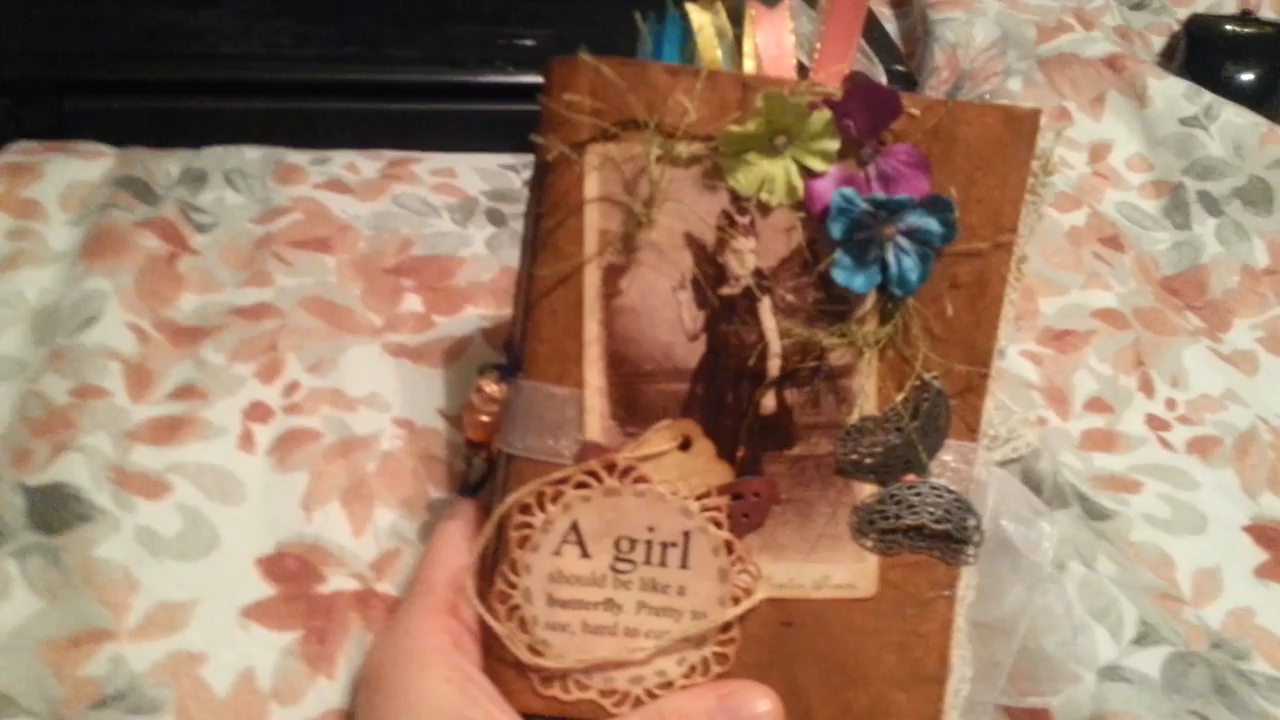 A girl
should be like a
butterfly. Pretty to
see, hard to